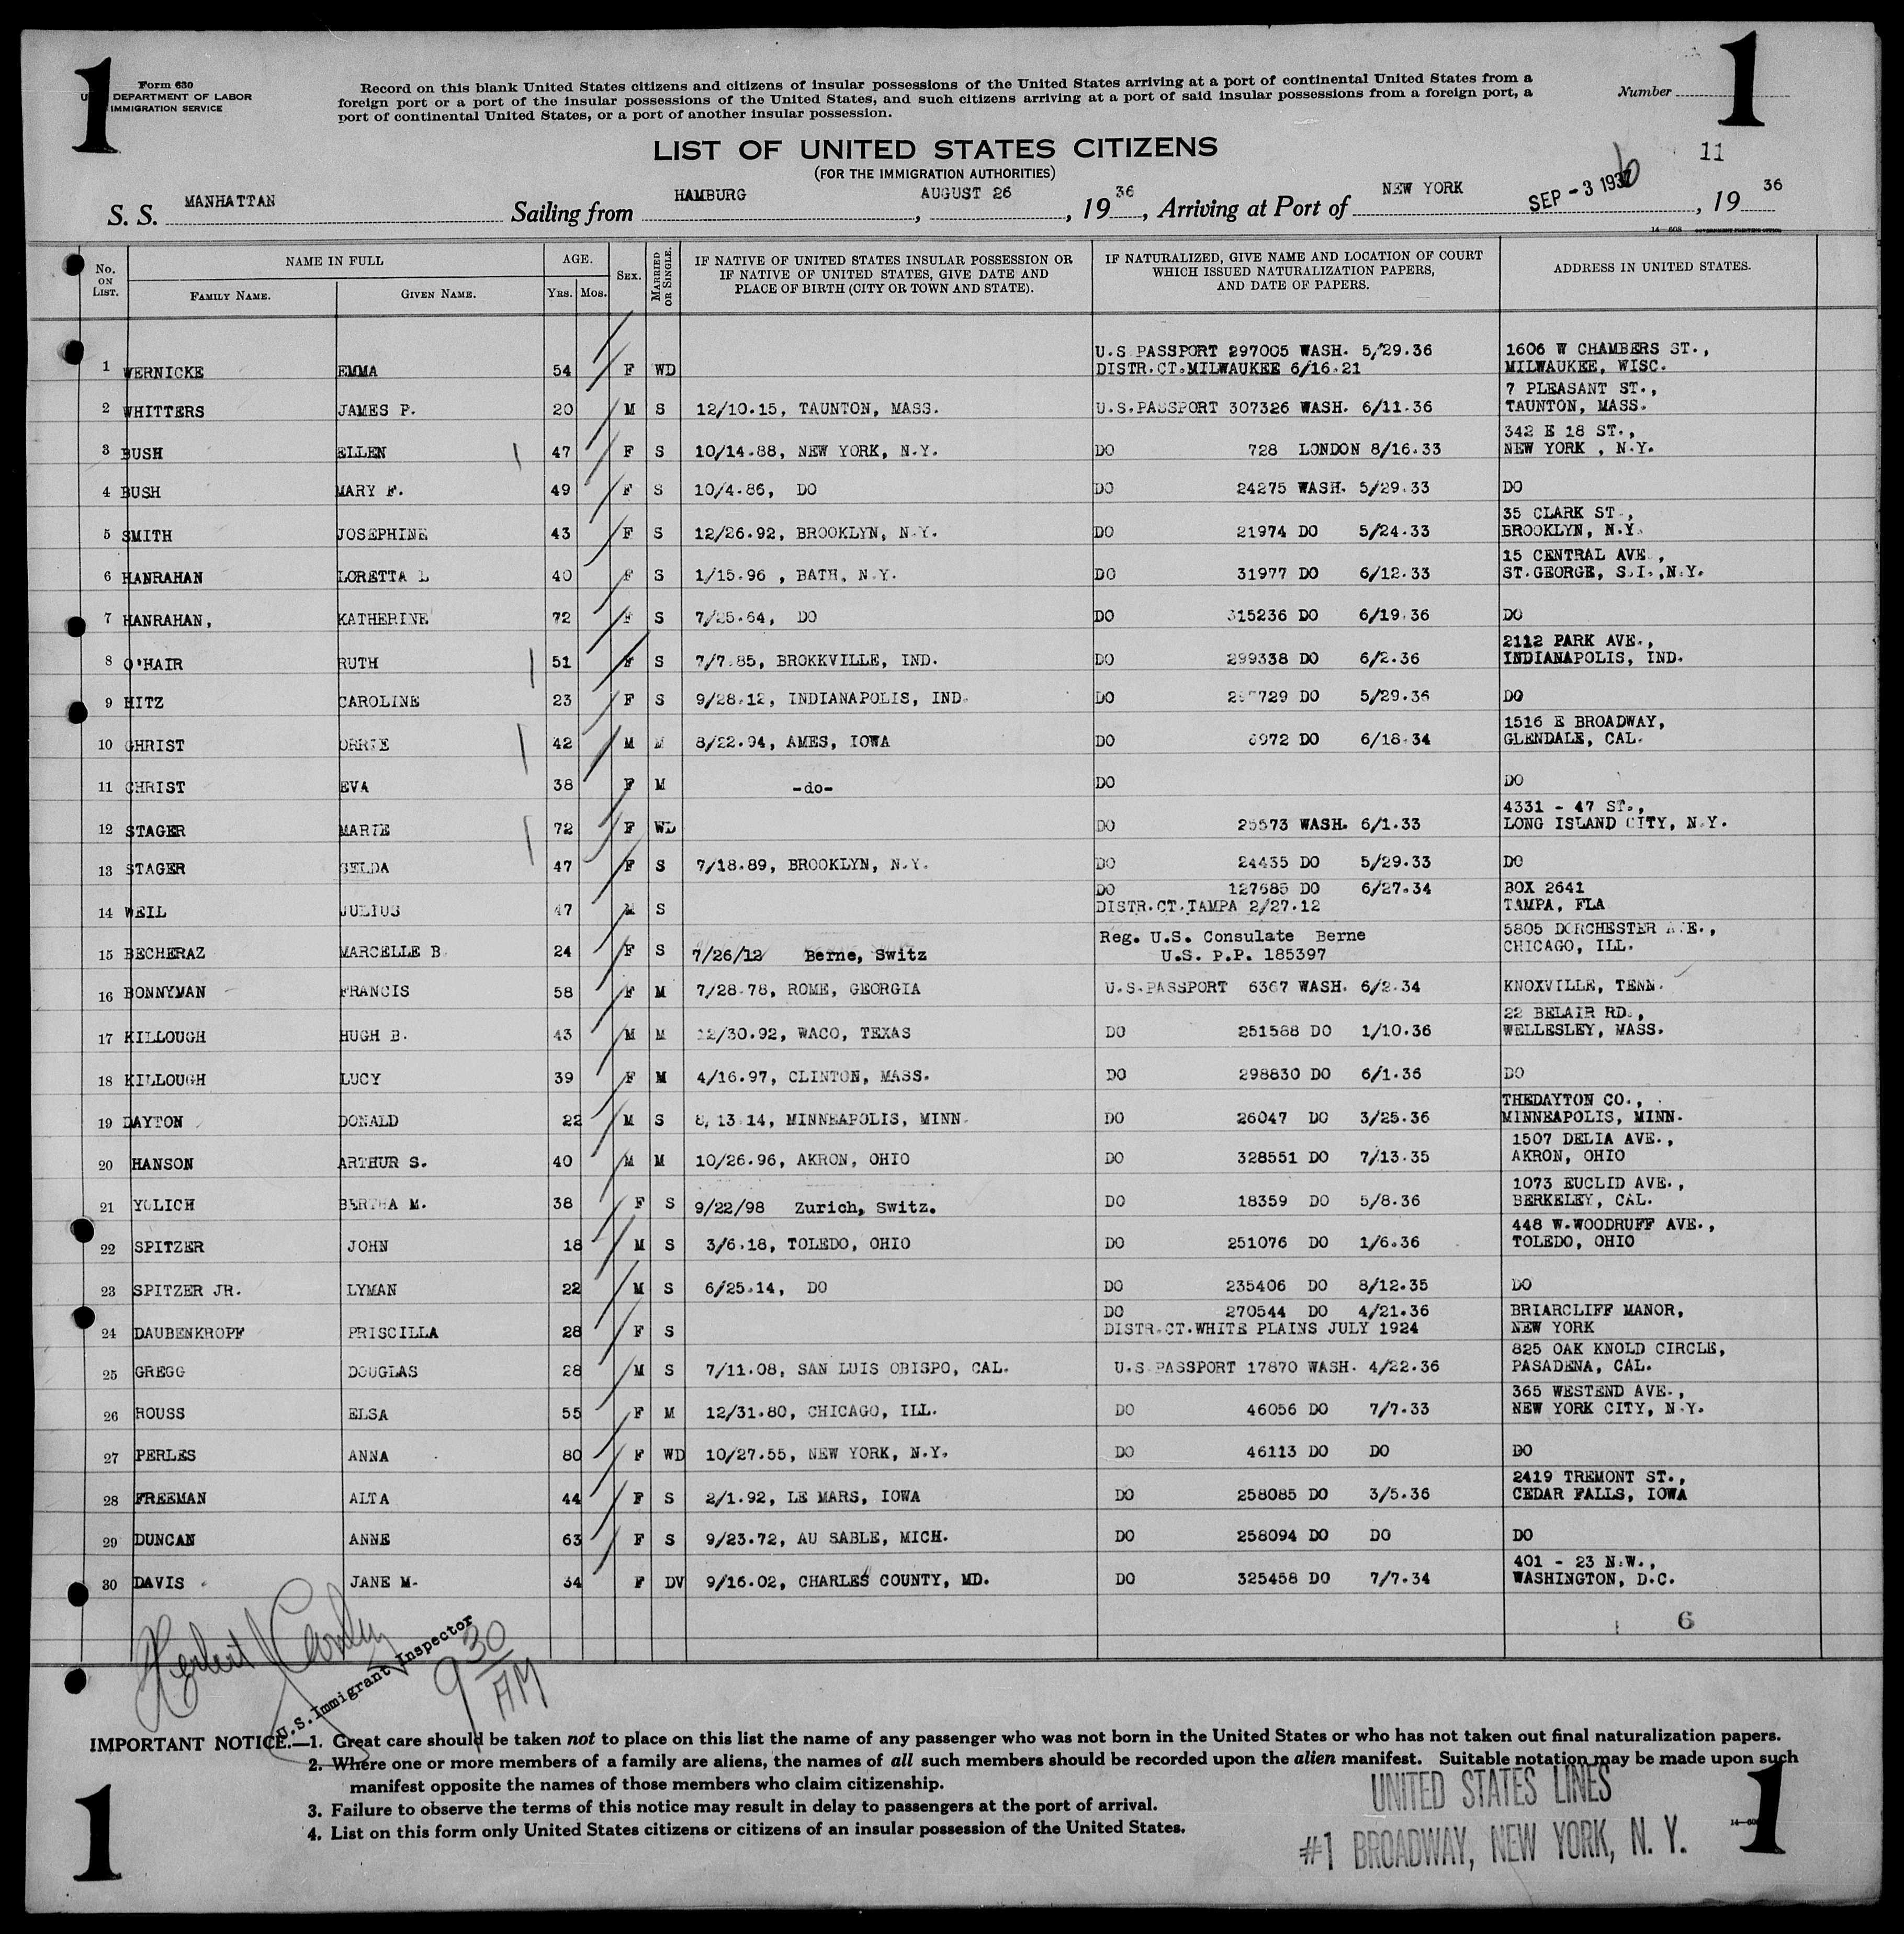 1
1
Form 630
U. S. DEPARTMENT OF LABOR
IMMIGRATION SERVICE
Record on this blank United States citizens and citizens of insular possessions of the United States arriving at a port of continental United States from a
foreign port or a port of the insular possessions of the United States, and such citizens arriving at a port of said insular possessions from a foreign port, a
port of continental United States, or a port of another insular possession.
Number
LIST OF UNITED STATES CITIZENS
(FOR THE IMMIGRATION AUTHORITIES)
11
S. S. MANHATTAN Sailing from HAMBURG, AUGUST 26, 1936, Arriving at Port of NEW YORK SEP - 3 1936, 1936
14—608 GOVERNMENT PRINTING OFFICE
No. ON LIST.
NAME IN FULL
FAMILY NAME. GIVEN NAME.
AGE.
YRS. MOS.
SEX.
MARRIED OR SINGLE.
IF NATIVE OF UNITED STATES INSULAR POSSESSION OR
IF NATIVE OF UNITED STATES, GIVE DATE AND
PLACE OF BIRTH (CITY OR TOWN AND STATE).
IF NATURALIZED, GIVE NAME AND LOCATION OF COURT
WHICH ISSUED NATURALIZATION PAPERS,
AND DATE OF PAPERS.
ADDRESS IN UNITED STATES.
U.S PASSPORT 297005 WASH. 5/29.36 1606 W CHAMBERS ST.,
1 WERNICKE EMMA 54 F WD DISTR.CT.MILWAUKEE 6/16.21 MILWAUKEE, WISC.
7 PLEASANT ST.,
2 WHITTERS JAMES P. 20 M S 12/10.15, TAUNTON, MASS. U.S.PASSPORT 307326 WASH. 6/11.36 TAUNTON, MASS.
342 E 18 ST.,
3 BUSH ELLEN 47 F S 10/14.88, NEW YORK, N.Y. DO 728 LONDON 8/16.33 NEW YORK , N.Y.
4 BUSH MARY F. 49 F S 10/4.86, DO DO 24275 WASH. 5/29.33 DO
35 CLARK ST.,
5 SMITH JOSEPHINE 43 F S 12/26.92, BROOKLYN, N.Y. DO 21974 DO 5/24.33 BROOKLYN, N.Y.
15 CENTRAL AVE.,
6 HANRAHAN LORETTA L 40 F S 1/15.96 , BATH, N.Y. DO 31977 DO 6/12.33 ST.GEORGE, S.I.,N.Y.
7 HANRAHAN, KATHERINE 72 F S 7/25.64, DO DO 315236 DO 6/19.36 DO
2112 PARK AVE.,
8 O'HAIR RUTH 51 F S 7/7.85, BROKKVILLE, IND. DO 299338 DO 6/2.36 INDIANAPOLIS, IND.
9 HITZ CAROLINE 23 F S 9/28.12, INDIANAPOLIS, IND. DO DO 5/29.36 DO
1516 E BROADWAY,
10 CHRIST ORRIE 42 M M 8/22.94, AMES, IOWA DO 6972 DO 6/18.34 GLENDALE, CAL.
11 CHRIST EVA 38 F M -do- DO DO
4331 - 47 ST.,
12 STAGER MARIE 72 F WD DO 25573 WASH. 6/1.33 LONG ISLAND CITY, N.Y.
13 STAGER SELDA 47 F S 7/18.89, BROOKLYN, N.Y. DO 24435 DO 5/29.33 DO
DO 127685 DO 6/27.34 BOX 2641
14 WEIL JULIUS 47 M S DISTR.CT.TAMPA 2/27.12 TAMPA, FLA
Reg. U.S. Consulate Berne 5805 DORCHESTER AVE.,
15 BECHERAZ MARCELLE B. 24 F S 7/26/12 Berne, Switz U.S. P.P. 185397 CHICAGO, ILL.
16 BONNYMAN FRANCIS 58 F M 7/28.78, ROME, GEORGIA U.S.PASSPORT 6367 WASH. 6/2.34 KNOXVILLE, TENN.
22 BELAIR RD.,
17 KILLOUGH HUGH B. 43 M M 12/30.92, WACO, TEXAS DO 251588 DO 1/10.36 WELLESLEY, MASS.
18 KILLOUGH LUCY 39 F M 4/16.97, CLINTON, MASS. DO 298830 DO 6/1.36 DO
THEDAYTON CO.,
19 DAYTON DONALD 22 M S 8/13.14, MINNEAPOLIS, MINN. DO 26047 DO 3/25.36 MINNEAPOLIS, MINN.
1507 DELIA AVE.,
20 HANSON ARTHUR S. 40 M M 10/26.96, AKRON, OHIO DO 328551 DO 7/13.35 AKRON, OHIO
1073 EUCLID AVE.,
21 YOLICH BERTHA M. 38 F S 9/22/98 Zurich, Switz. DO 18359 DO 5/8.36 BERKELEY, CAL.
448 W.WOODRUFF AVE.,
22 SPITZER JOHN 18 M S 3/6.18, TOLEDO, OHIO DO 251076 DO 1/6.36 TOLEDO, OHIO
23 SPITZER JR. LYMAN 22 M S 6/25.14, DO DO 235406 DO 8/12.35 DO
DO 270544 DO 4/21.36 BRIARCLIFF MANOR,
24 DAUBENKROPF PRISCILLA 28 F S DISTR.CT.WHITE PLAINS JULY 1924 NEW YORK
825 OAK KNOLD CIRCLE,
25 GREGG DOUGLAS 28 M S 7/11.08, SAN LUIS OBISPO, CAL. U.S PASSPORT 17870 WASH. 4/22.36 PASADENA, CAL.
365 WESTEND AVE.,
26 ROUSS ELSA 55 F M 12/31.80, CHICAGO, ILL. DO 46056 DO 7/7.33 NEW YORK CITY, N.Y.
27 PERLES ANNA 80 F WD 10/27.55, NEW YORK, N.Y. DO 46113 DO DO DO
2419 TREMONT ST.,
28 FREEMAN ALTA 44 F S 2/1.92, LE MARS, IOWA DO 258085 DO 3/5.36 CEDAR FALLS, IOWA
29 DUNCAN ANNE 63 F S 9/23.72, AU SABLE, MICH. DO 258094 DO DO DO
401 - 23 N.W.,
30 DAVIS JANE M. 34 F DV 9/16.02, CHARLES COUNTY, MD. DO 325458 DO 7/7.34 WASHINGTON, D.C.
6
Herbert
U.S. Immigrant Inspector
9 30 AM
IMPORTANT NOTICE.—1. Great care should be taken not to place on this list the name of any passenger who was not born in the United States or who has not taken out final naturalization papers.
2. Where one or more members of a family are aliens, the names of all such members should be recorded upon the alien manifest. Suitable notation may be made upon such
manifest opposite the names of those members who claim citizenship.
3. Failure to observe the terms of this notice may result in delay to passengers at the port of arrival.
4. List on this form only United States citizens or citizens of an insular possession of the United States.
UNITED STATES LINES
#1 BROADWAY, NEW YORK, N. Y.
1
1